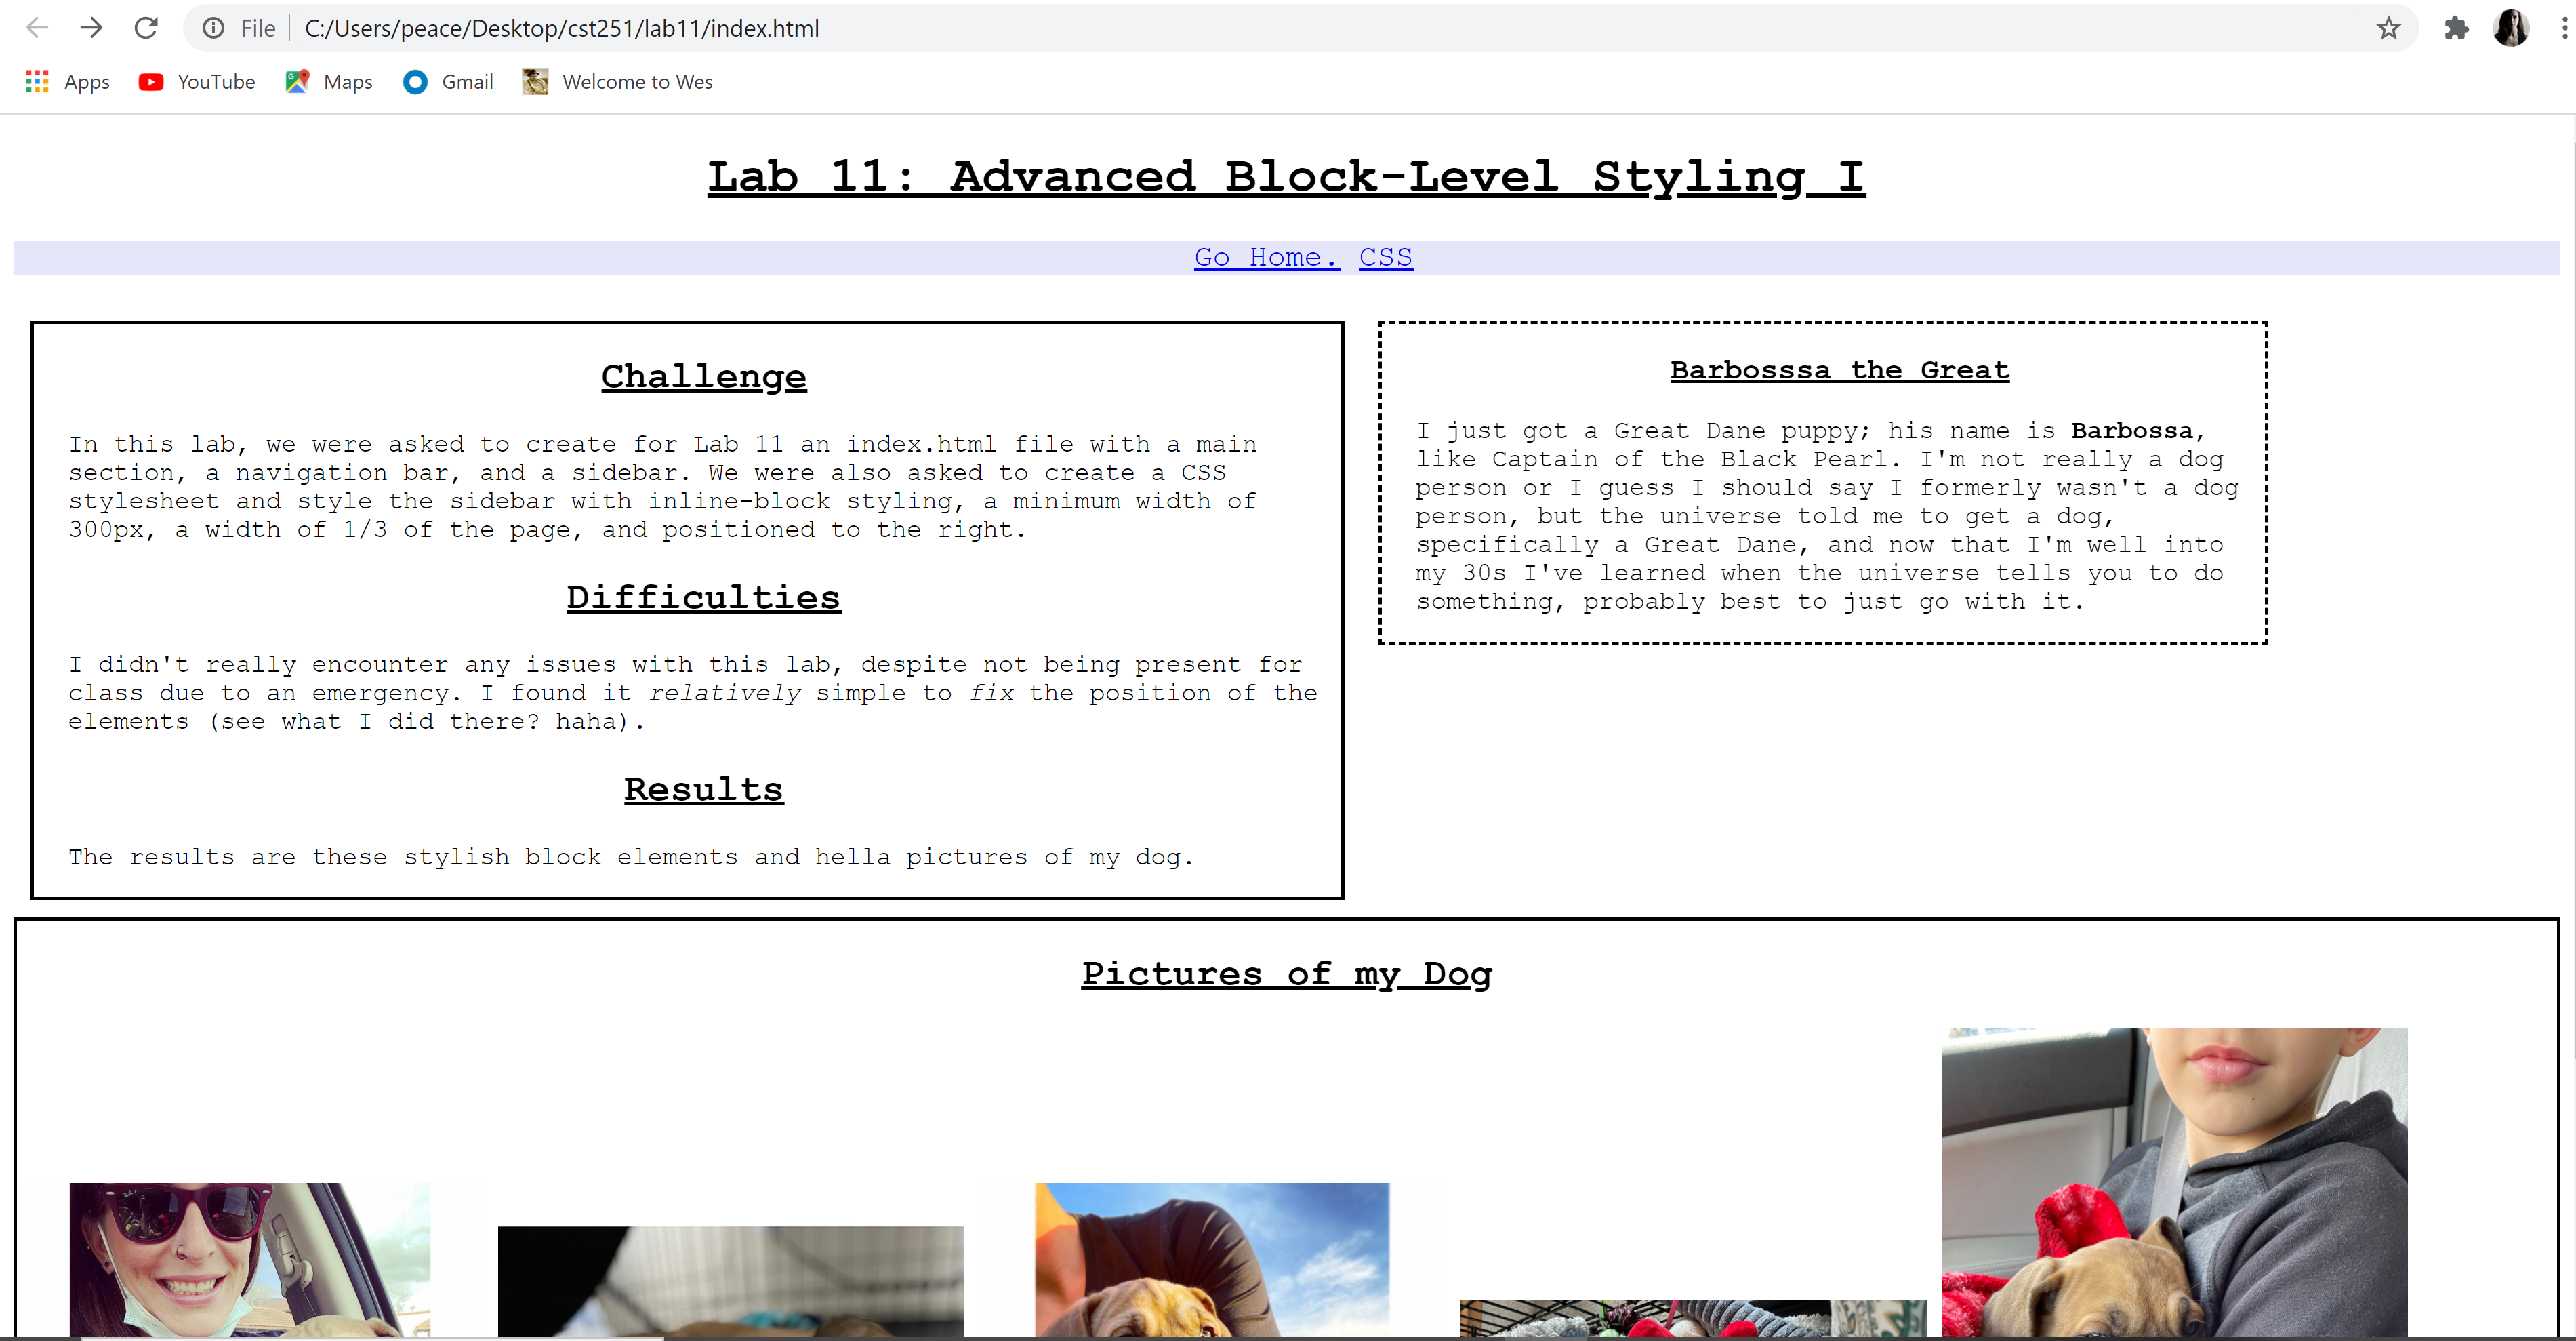 File C:/Users/peace/Desktop/cst251/lab11/index.html
Apps YouTube Maps Gmail Welcome to Wes
Lab 11: Advanced Block-Level Styling I
Go Home. CSS
Challenge
In this lab, we were asked to create for Lab 11 an index.html file with a main
section, a navigation bar, and a sidebar. We were also asked to create a CSS
stylesheet and style the sidebar with inline-block styling, a minimum width of
300px, a width of 1/3 of the page, and positioned to the right.
Difficulties
I didn't really encounter any issues with this lab, despite not being present for
class due to an emergency. I found it relatively simple to fix the position of the
elements (see what I did there? haha).
Results
The results are these stylish block elements and hella pictures of my dog.
Barbosssa the Great
I just got a Great Dane puppy; his name is Barbossa,
like Captain of the Black Pearl. I'm not really a dog
person or I guess I should say I formerly wasn't a dog
person, but the universe told me to get a dog,
specifically a Great Dane, and now that I'm well into
my 30s I've learned when the universe tells you to do
something, probably best to just go with it.
Pictures of my Dog